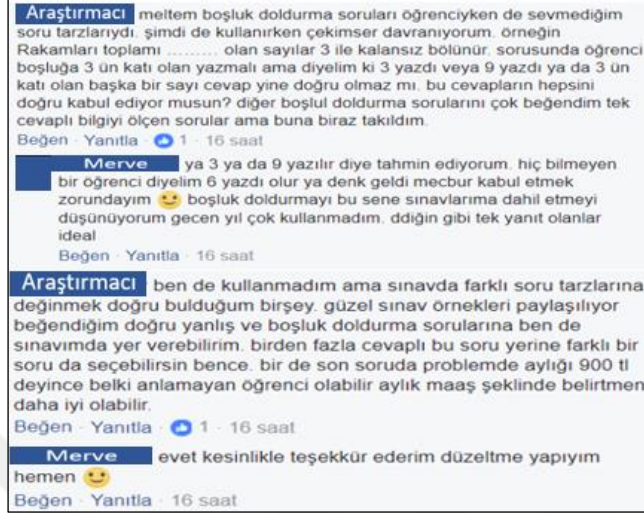 Araştırmacı meltem boşluk doldurma soruları öğrenciyken de sevmediğim
soru tarzlarıydı. şimdi de kullanırken çekimser davranıyorum. örneğin
Rakamları toplamı ......... olan sayılar 3 ile kalansız bölünür. sorusunda öğrenci
boşluğa 3 ün katı olan yazmalı ama diyelim ki 3 yazdı veya 9 yazdı ya da 3 ün
katı olan başka bir sayı cevap yine doğru olmaz mı. bu cevapların hepsini
doğru kabul ediyor musun? diğer boşlul doldurma sorularını çok beğendim tek
cevaplı bilgiyi ölçen sorular ama buna biraz takıldım.
Beğen · Yanıtla · 1 · 16 saat
Merve ya 3 ya da 9 yazılır diye tahmin ediyorum. hiç bilmeyen
bir öğrenci diyelim 6 yazdı olur ya denk geldi mecbur kabul etmek
zorundayım 🙂 boşluk doldurmayı bu sene sınavlarıma dahil etmeyi
düşünüyorum gecen yıl çok kullanmadım. ddiğin gibi tek yanıt olanlar
ideal
Beğen · Yanıtla · 16 saat
Araştırmacı ben de kullanmadım ama sınavda farklı soru tarzlarına
değinmek doğru bulduğum birşey. güzel sınav örnekleri paylaşılıyor
beğendiğim doğru yanlış ve boşluk doldurma sorularına ben de
sınavımda yer verebilirim. birden fazla cevaplı bu soru yerine farklı bir
soru da seçebilirsin bence. bir de son soruda problemde aylığı 900 tl
deyince belki anlamayan öğrenci olabilir aylık maaş şeklinde belirtmen
daha iyi olabilir.
Beğen · Yanıtla · 1 · 16 saat
Merve evet kesinlikle teşekkür ederim düzeltme yapıyım
hemen 🙂
Beğen · Yanıtla · 16 saat